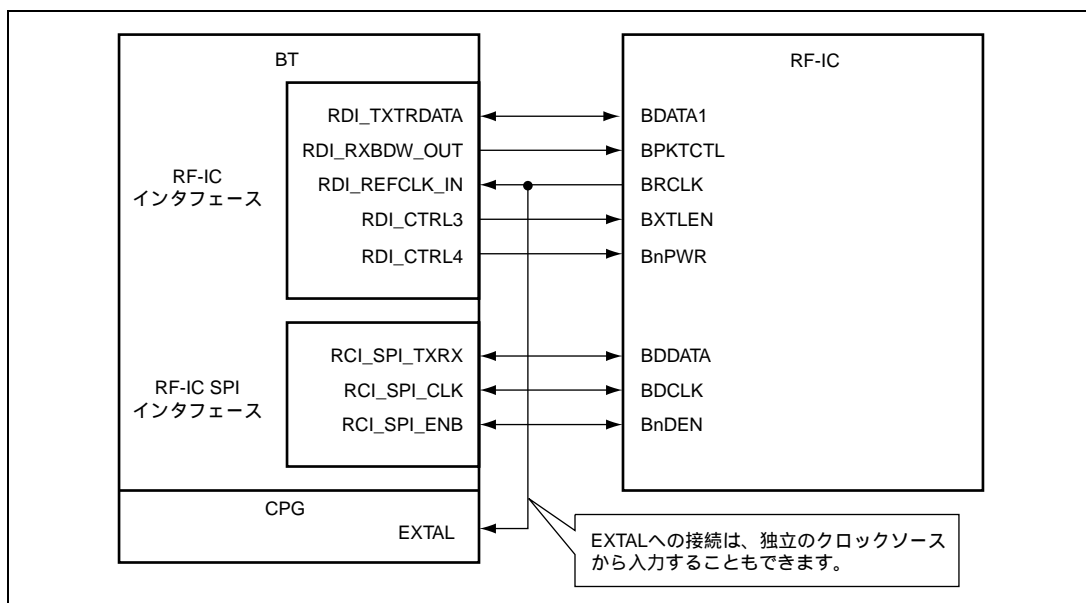 BT
RF-IC
RF-IC
インタフェース
RDI_TXTRDATA
RDI_RXBDW_OUT
RDI_REFCLK_IN
RDI_CTRL3
RDI_CTRL4
BDATA1
BPKTCTL
BRCLK
BXTLEN
BnPWR
RF-IC SPI
インタフェース
RCI_SPI_TXRX
RCI_SPI_CLK
RCI_SPI_ENB
BDDATA
BDCLK
BnDEN
CPG
EXTAL
EXTALへの接続は、独立のクロックソース
から入力することもできます。